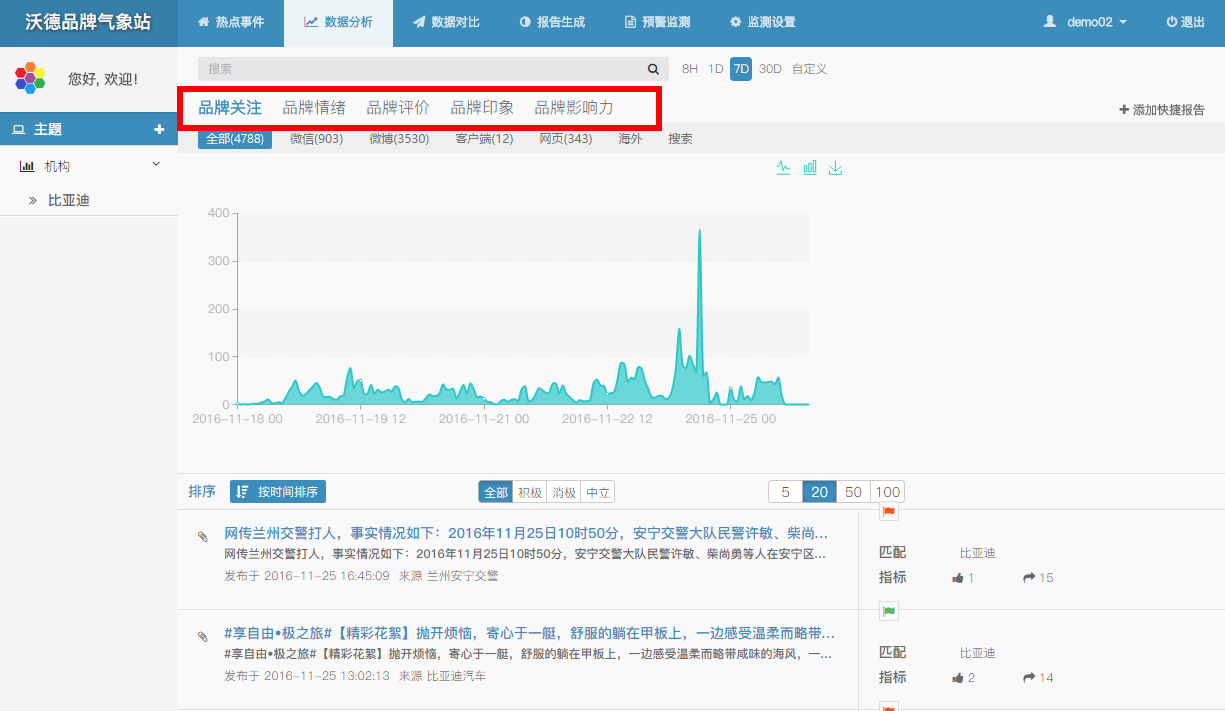 沃德品牌气象站 热点事件 数据分析 数据对比 报告生成 预警监测 监测设置 demo02 退出
您好, 欢迎!
搜索 8H 1D 7D 30D 自定义
品牌关注 品牌情绪 品牌评价 品牌印象 品牌影响力 添加快捷报告
主题
全部(4788) 微信(903) 微博(3530) 客户端(12) 网页(343) 海外 搜索
机构
比亚迪
400
300
200
100
0
2016-11-18 00 2016-11-19 12 2016-11-21 00 2016-11-22 12 2016-11-25 00
排序 按时间排序 全部 积极 消极 中立 5 20 50 100
网传兰州交警打人，事实情况如下：2016年11月25日10时50分，安宁交警大队民警许敏、柴尚...
网传兰州交警打人，事实情况如下：2016年11月25日10时50分，安宁交警大队民警许敏、柴尚勇等人在安宁区...
匹配 比亚迪
发布于 2016-11-25 16:45:09 来源 兰州安宁交警
指标 1 15
#享自由•极之旅#【精彩花絮】抛开烦恼，寄心于一艇，舒服的躺在甲板上，一边感受温柔而略带...
#享自由•极之旅#【精彩花絮】抛开烦恼，寄心于一艇，舒服的躺在甲板上，一边感受温柔而略带咸味的海风，一...
匹配 比亚迪
发布于 2016-11-25 13:02:13 来源 比亚迪汽车
指标 2 14